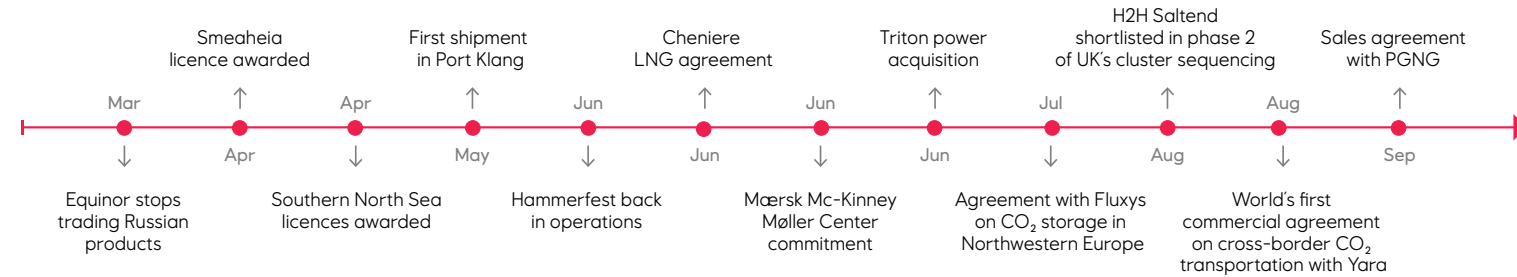 Smeaheia
licence awarded
First shipment
in Port Klang
Cheniere
LNG agreement
Triton power
acquisition
H2H Saltend
shortlisted in phase 2
of UK's cluster sequencing
Sales agreement
with PGNG
Mar
Apr
Jun
Jun
Jul
Aug
Apr
May
Jun
Jun
Aug
Sep
Equinor stops
trading Russian
products
Southern North Sea
licences awarded
Hammerfest back
in operations
Mærsk Mc-Kinney
Møller Center
commitment
Agreement with Fluxys
on CO₂ storage in
Northwestern Europe
World's first
commercial agreement
on cross-border CO₂
transportation with Yara